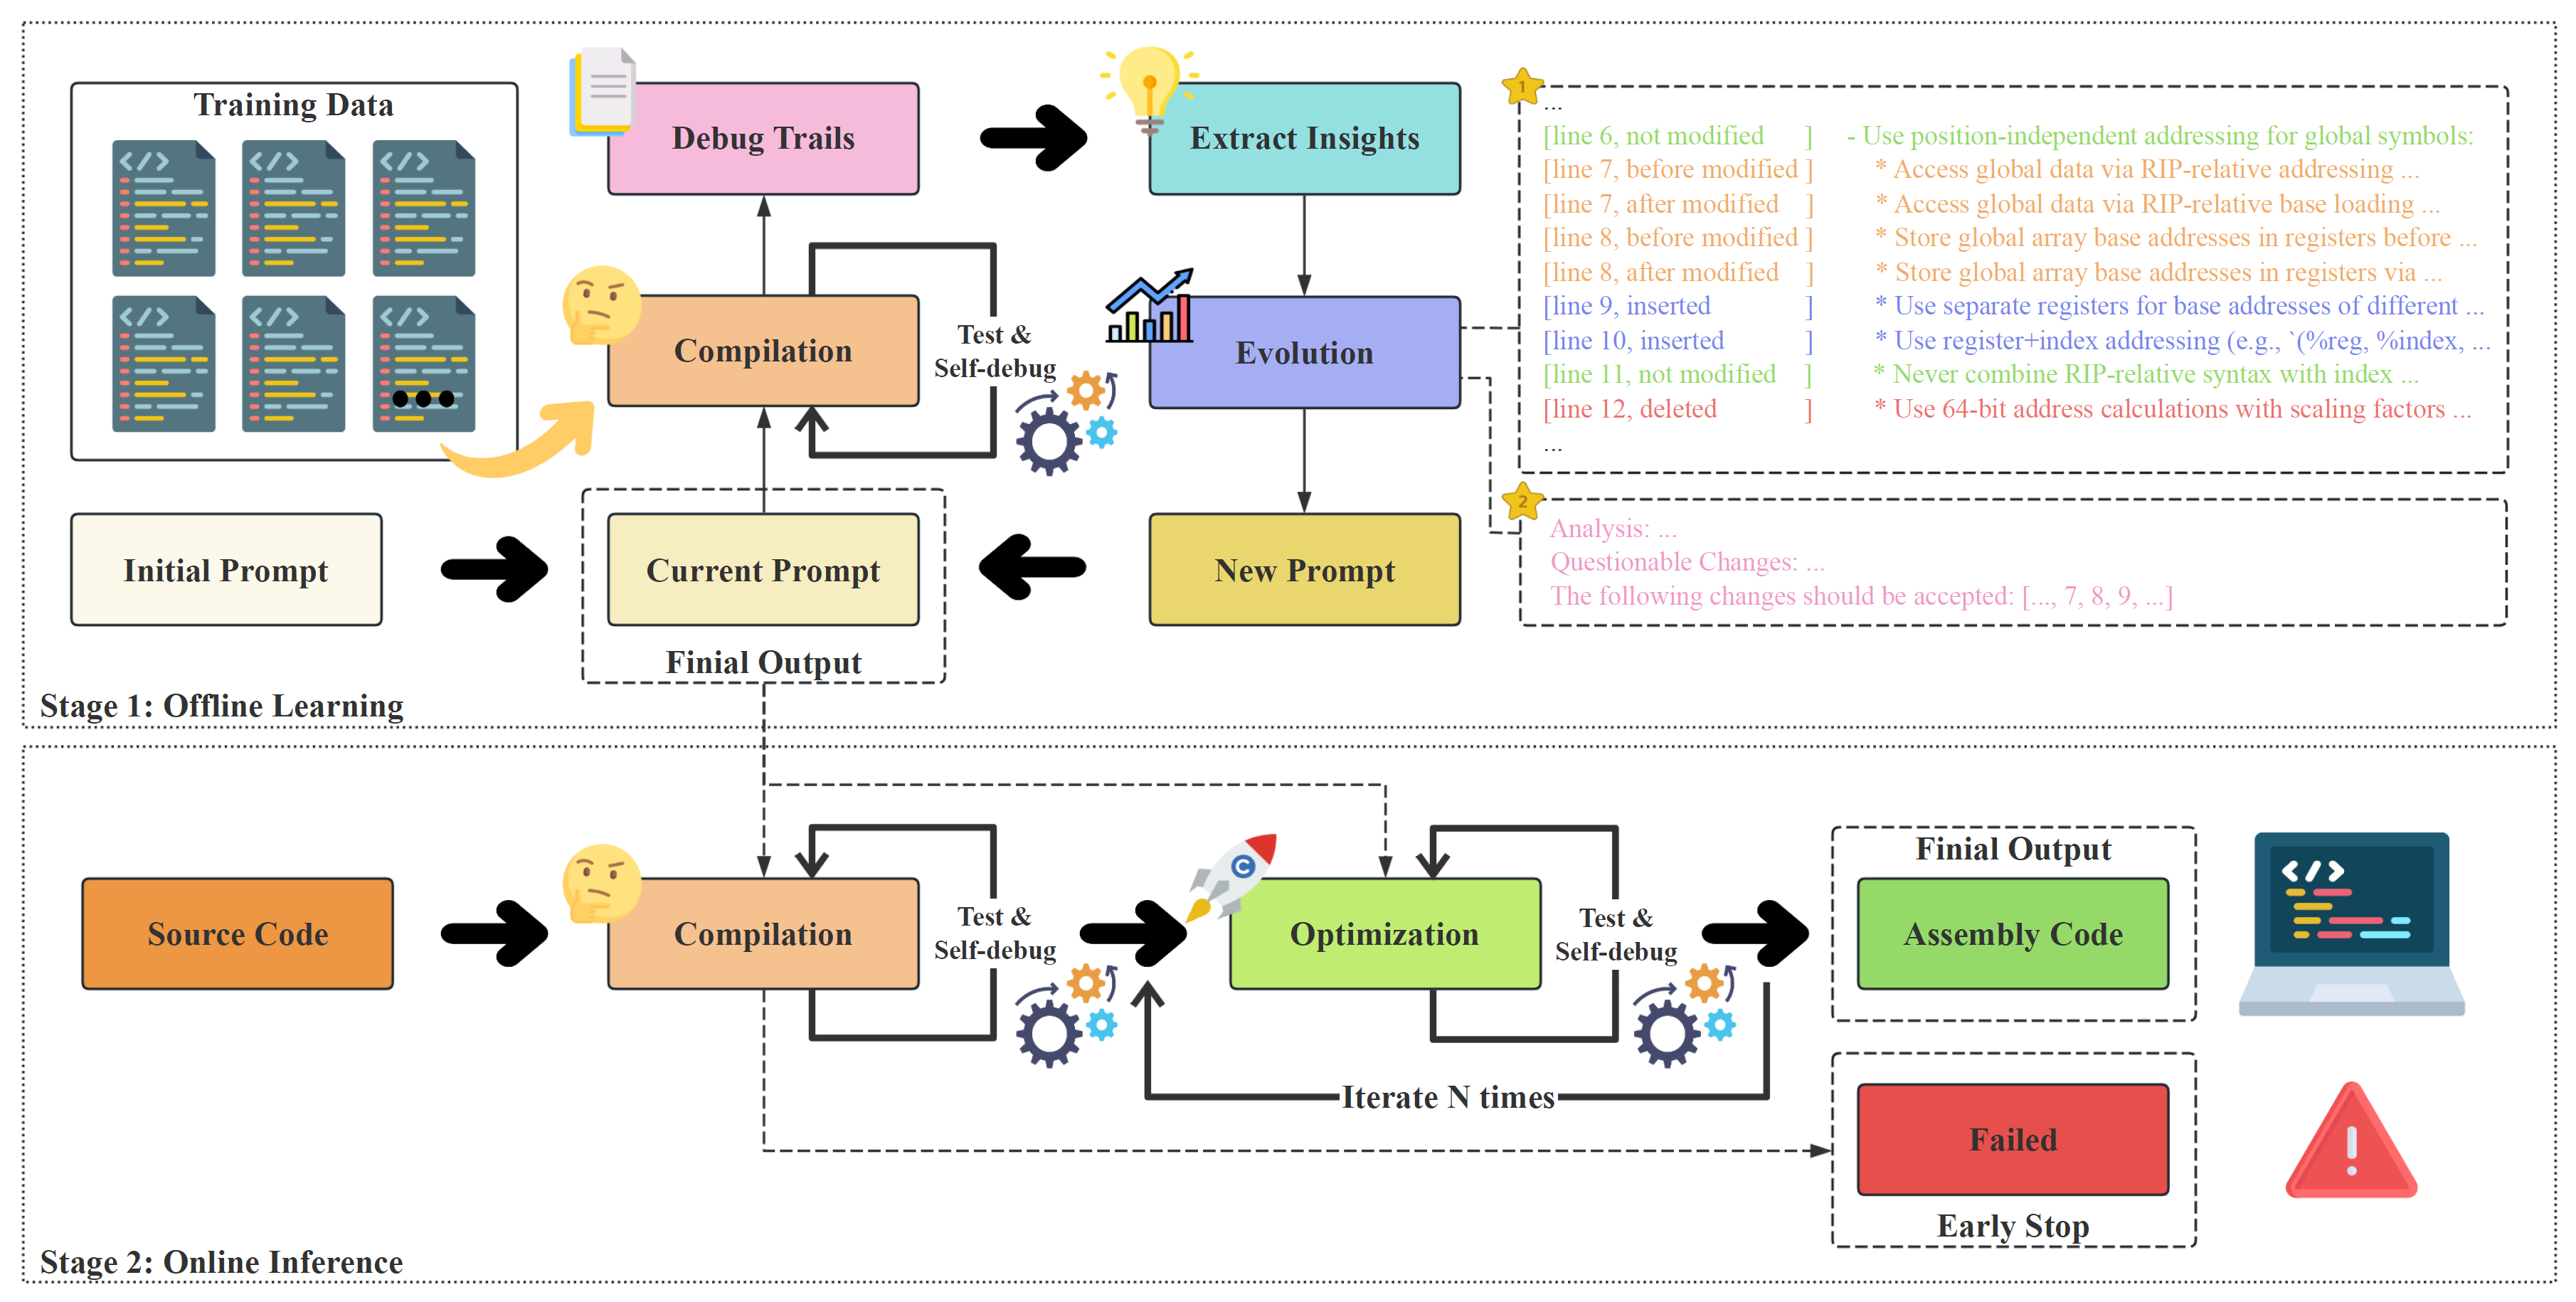 Training Data
Debug Trails
Extract Insights
Compilation
Test &
Self-debug
Evolution
Initial Prompt
Current Prompt
New Prompt
Finial Output
1
...
[line 6, not modified ] - Use position-independent addressing for global symbols:
[line 7, before modified ] * Access global data via RIP-relative addressing ...
[line 7, after modified ] * Access global data via RIP-relative base loading ...
[line 8, before modified ] * Store global array base addresses in registers before ...
[line 8, after modified ] * Store global array base addresses in registers via ...
[line 9, inserted ] * Use separate registers for base addresses of different ...
[line 10, inserted ] * Use register+index addressing (e.g., `(%reg, %index, ...
[line 11, not modified ] * Never combine RIP-relative syntax with index ...
[line 12, deleted ] * Use 64-bit address calculations with scaling factors ...
...
2
Analysis: ...
Questionable Changes: ...
The following changes should be accepted: [..., 7, 8, 9, ...]
Stage 1: Offline Learning
Source Code
Compilation
Test &
Self-debug
C
Optimization
Test &
Self-debug
Iterate N times
Finial Output
Assembly Code
Failed
Early Stop
Stage 2: Online Inference